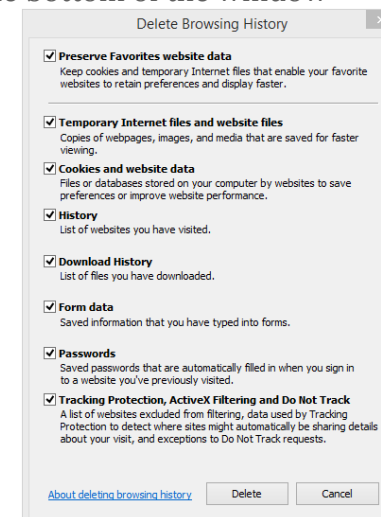 bottom of the window
Delete Browsing History
Preserve Favorites website data
Keep cookies and temporary Internet files that enable your favorite
websites to retain preferences and display faster.
Temporary Internet files and website files
Copies of webpages, images, and media that are saved for faster
viewing.
Cookies and website data
Files or databases stored on your computer by websites to save
preferences or improve website performance.
History
List of websites you have visited.
Download History
List of files you have downloaded.
Form data
Saved information that you have typed into forms.
Passwords
Saved passwords that are automatically filled in when you sign in
to a website you've previously visited.
Tracking Protection, ActiveX Filtering and Do Not Track
A list of websites excluded from filtering, data used by Tracking
Protection to detect where sites might automatically be sharing details
about your visit, and exceptions to Do Not Track requests.
About deleting browsing history Delete Cancel